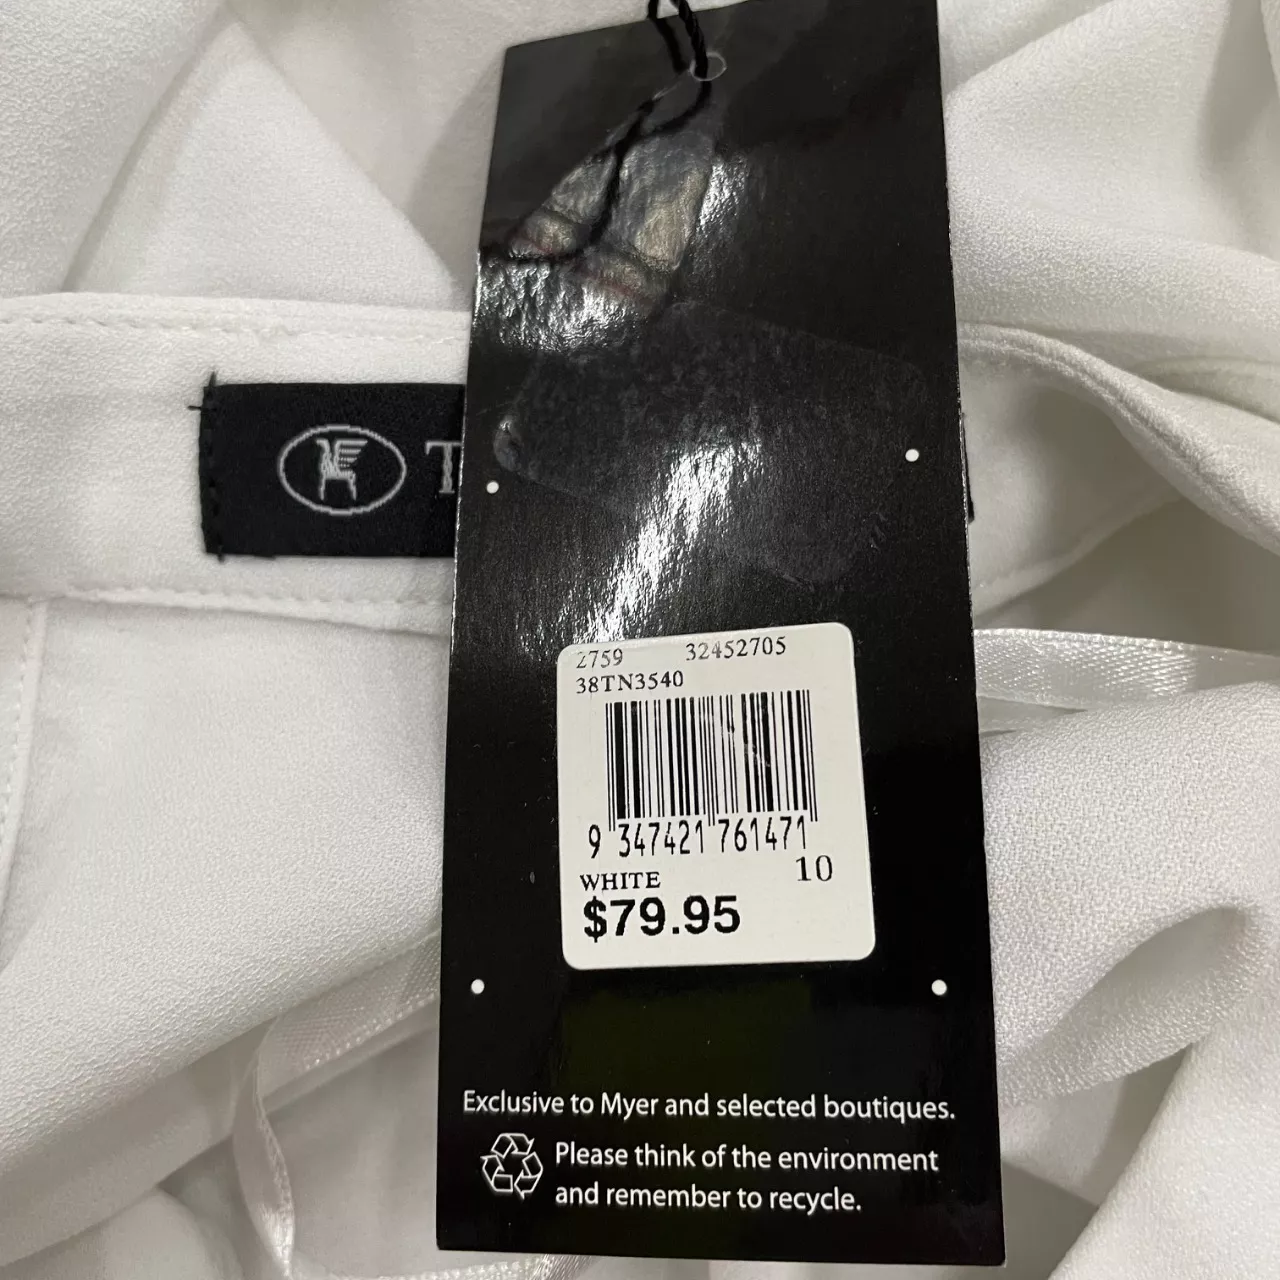 T
2759 32452705
38TN3540
9 347421 761471
WHITE 10
$79.95
Exclusive to Myer and selected boutiques.
Please think of the environment
and remember to recycle.